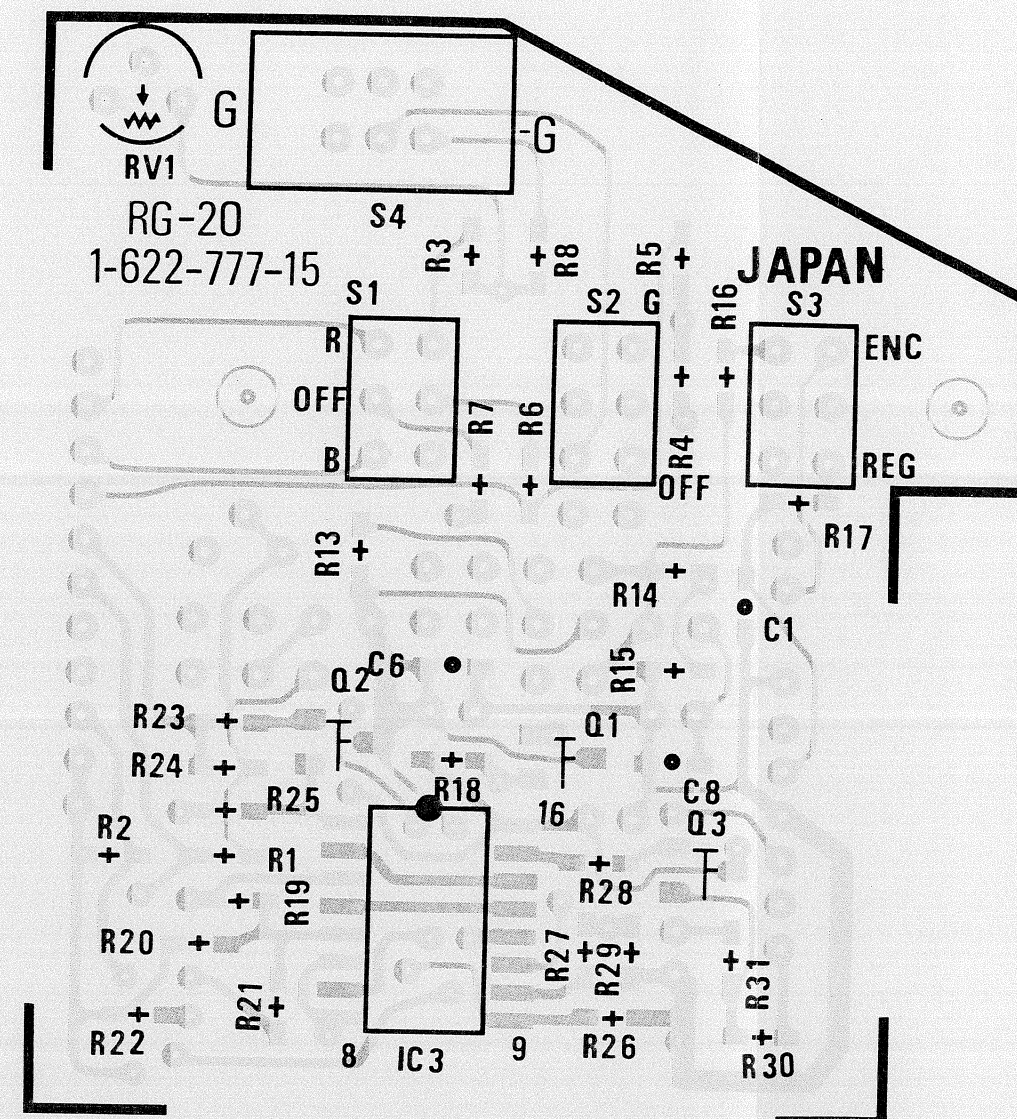 G
-G
RV1
RG-20
S4
1-622-777-15
R3
R8
R5
JAPAN
S1
S2
G
R16
S3
R
ENC
OFF
R7
R6
B
R4
REG
OFF
R17
R13
R14
C1
C6
R15
Q2
R23
Q1
R24
R18
C8
R25
16
Q3
R2
R1
R28
R19
R20
R27
R29
R31
R21
R22
8
IC3
9
R26
R30